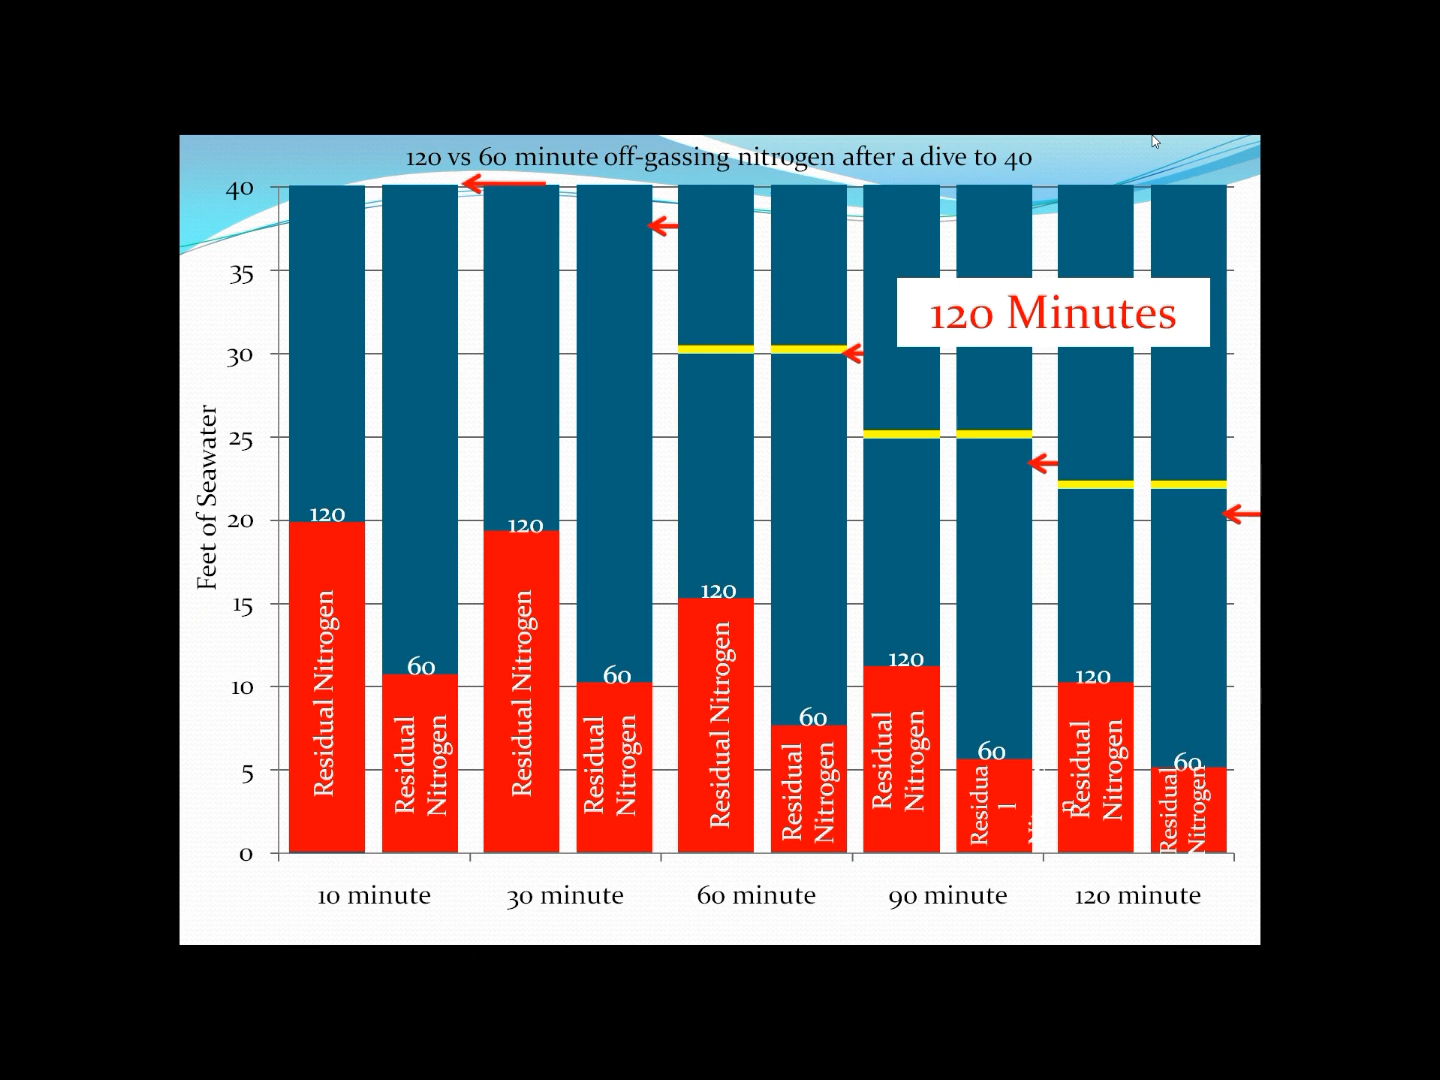 120 vs 60 minute off-gassing nitrogen after a dive to 40
40
35
30
25
20
15
10
5
0
Feet of Seawater
120 Minutes
120
Residual Nitrogen
60
Residual
Nitrogen
120
Residual Nitrogen
60
Residual
Nitrogen
120
Residual Nitrogen
60
Residual
Nitrogen
120
Residual
Nitrogen
60
Residua
l
n
120
Residual
Nitrogen
60
Residual
Nitrogen
10 minute
30 minute
60 minute
90 minute
120 minute